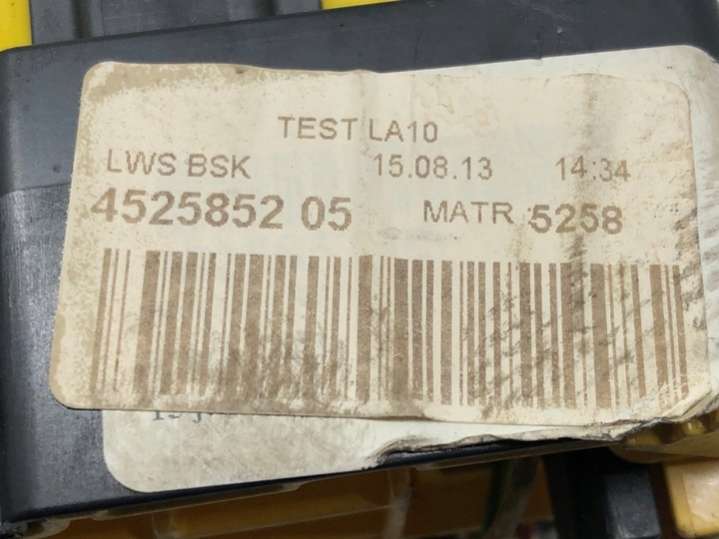 TEST LA10
LWS BSK 15.08.13 14:34
4525852 05 MATR 5258